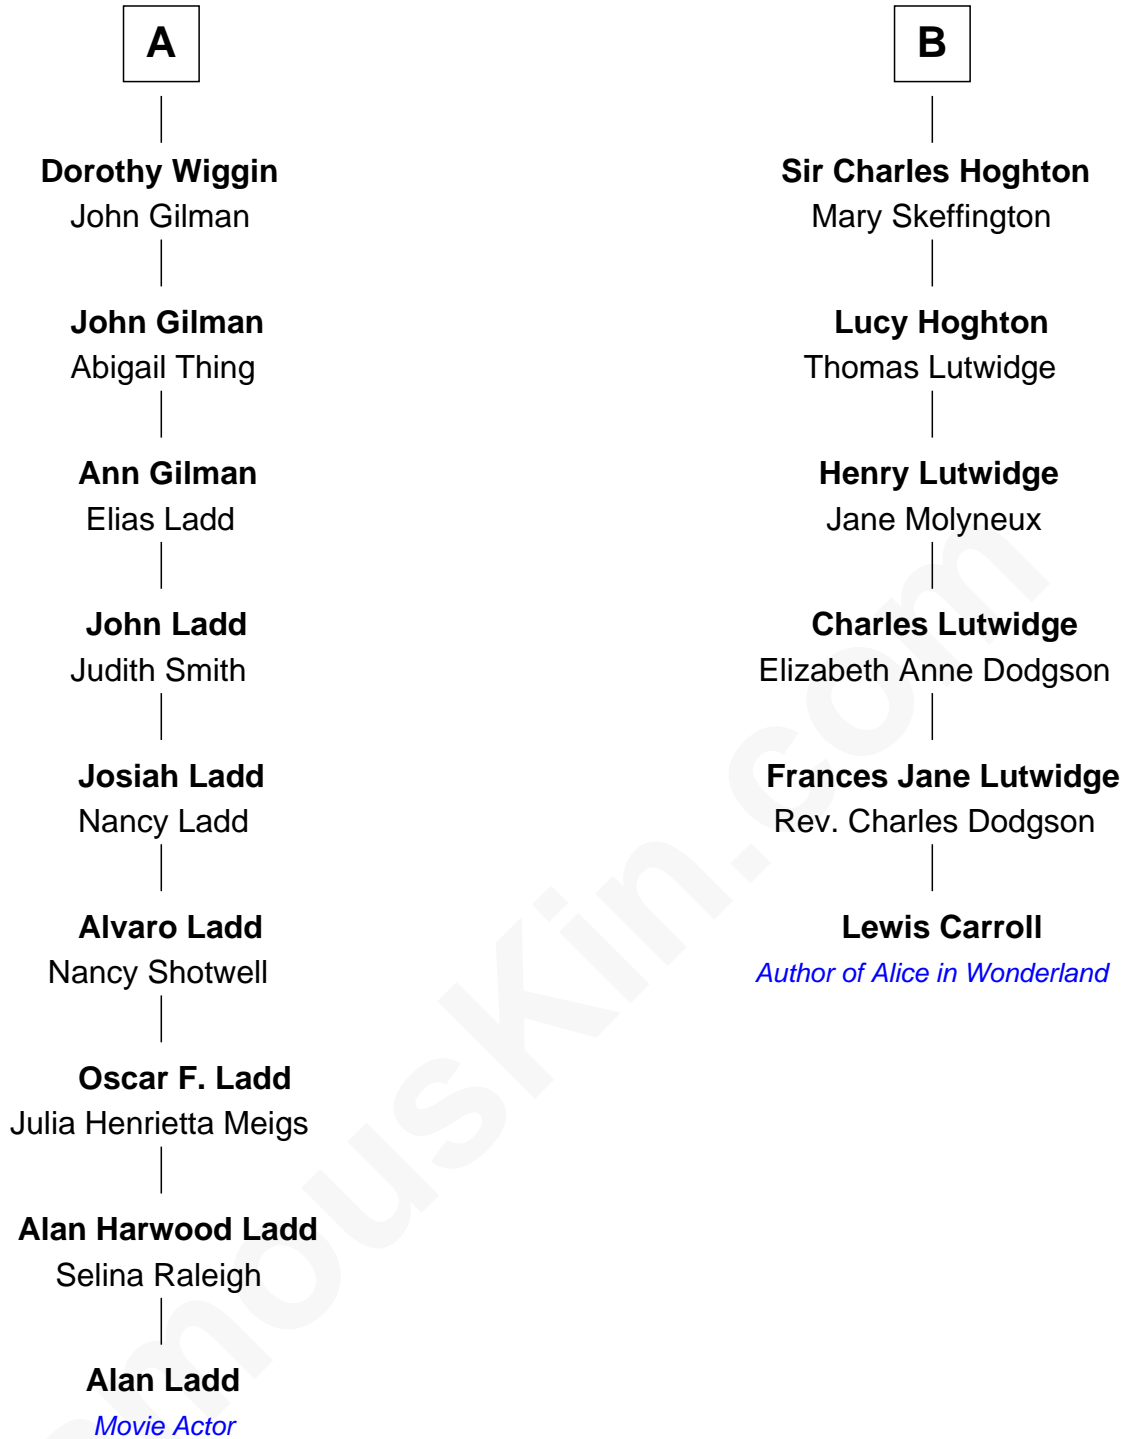 A
Dorothy Wiggin
John Gilman
John Gilman
Abigail Thing
Ann Gilman
Elias Ladd
John Ladd
Judith Smith
Josiah Ladd
Nancy Ladd
Alvaro Ladd
Nancy Shotwell
Oscar F. Ladd
Julia Henrietta Meigs
Alan Harwood Ladd
Selina Raleigh
Alan Ladd
Movie Actor
B
Sir Charles Hoghton
Mary Skeffington
Lucy Hoghton
Thomas Lutwidge
Henry Lutwidge
Jane Molyneux
Charles Lutwidge
Elizabeth Anne Dodgson
Frances Jane Lutwidge
Rev. Charles Dodgson
Lewis Carroll
Author of Alice in Wonderland
mousKin.com